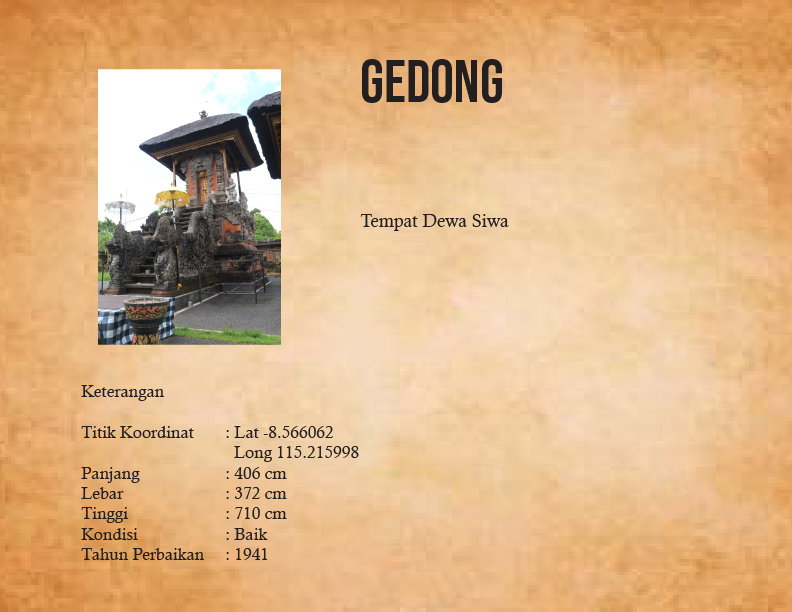 GEDONG
Tempat Dewa Siwa
Keterangan
Titik Koordinat : Lat -8.566062
Long 115.215998
Panjang : 406 cm
Lebar : 372 cm
Tinggi : 710 cm
Kondisi : Baik
Tahun Perbaikan : 1941